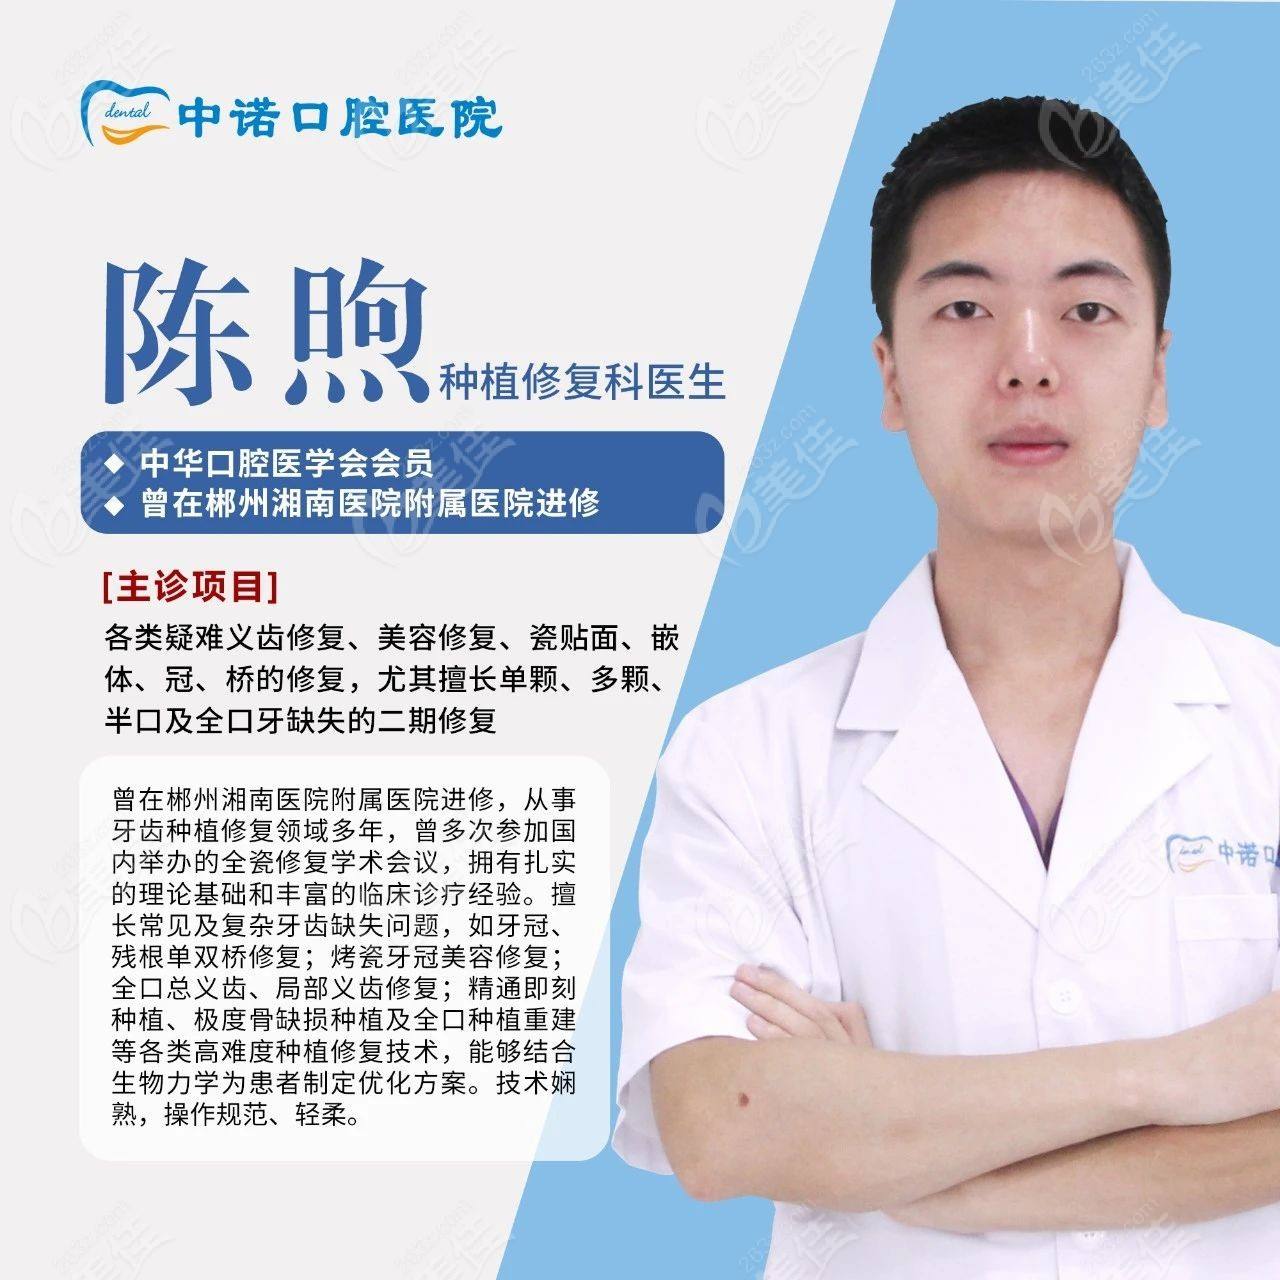 dental 中诺口腔医院
陈煦 种植修复科医生
◆ 中华口腔医学会会员
◆ 曾在郴州湘南医院附属医院进修
[主诊项目]
各类疑难义齿修复、美容修复、瓷贴面、嵌
体、冠、桥的修复，尤其擅长单颗、多颗、
半口及全口牙缺失的二期修复
曾在郴州湘南医院附属医院进修，从事
牙齿种植修复领域多年，曾多次参加国
内举办的全瓷修复学术会议，拥有扎实
的理论基础和丰富的临床诊疗经验。擅
长常见及复杂牙齿缺失问题，如牙冠、
残根单双桥修复；烤瓷牙冠美容修复；
全口总义齿、局部义齿修复；精通即刻
种植、极度骨缺损种植及全口种植重建
等各类高难度种植修复技术，能够结合
生物力学为患者制定优化方案。技术娴
熟，操作规范、轻柔。
中诺口
263z.com
美佳